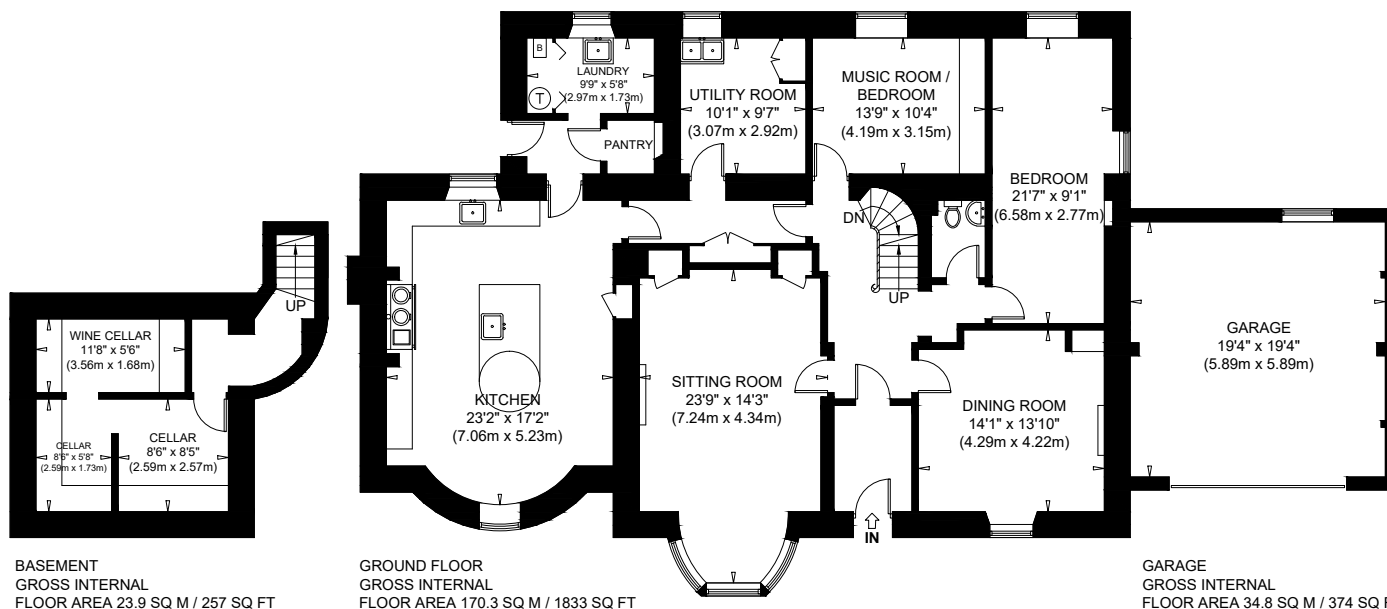 B
LAUNDRY
9'9" x 5'8"
(2.97m x 1.73m)
T
PANTRY
UTILITY ROOM
10'1" x 9'7"
(3.07m x 2.92m)
MUSIC ROOM /
BEDROOM
13'9" x 10'4"
(4.19m x 3.15m)
BEDROOM
21'7" x 9'1"
(6.58m x 2.77m)
DN
UP
UP
WINE CELLAR
11'8" x 5'6"
(3.56m x 1.68m)
CELLAR
8'6" x 5'8"
(2.59m x 1.73m)
CELLAR
8'6" x 8'5"
(2.59m x 2.57m)
KITCHEN
23'2" x 17'2"
(7.06m x 5.23m)
SITTING ROOM
23'9" x 14'3"
(7.24m x 4.34m)
DINING ROOM
14'1" x 13'10"
(4.29m x 4.22m)
GARAGE
19'4" x 19'4"
(5.89m x 5.89m)
IN
BASEMENT
GROSS INTERNAL
FLOOR AREA 23.9 SQ M / 257 SQ FT
GROUND FLOOR
GROSS INTERNAL
FLOOR AREA 170.3 SQ M / 1833 SQ FT
GARAGE
GROSS INTERNAL
FLOOR AREA 34.8 SQ M / 374 SQ F